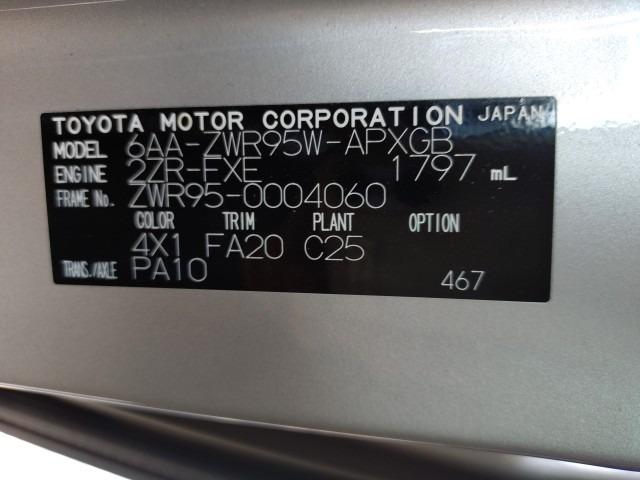 TOYOTA MOTOR CORPORATION JAPAN
MODEL 6AA-ZWR95W-APXGB
ENGINE 2ZR-FXE 1797 mL
FRAME No. ZWR95-0004060
COLOR TRIM PLANT OPTION
4X1 FA20 C25
TRANS./AXLE PA10
467